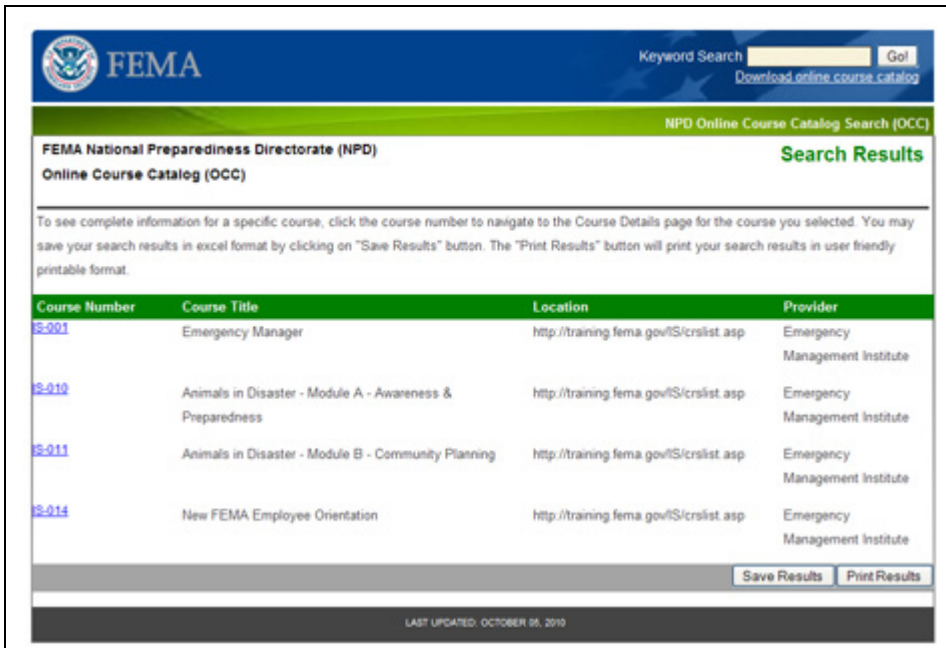 FEMA
Keyword Search
Go!
Download online course catalog
NPD Online Course Catalog Search (OCC)
FEMA National Preparediness Directorate (NPD)
Online Course Catalog (OCC)
Search Results
To see complete information for a specific course, click the course number to navigate to the Course Details page for the course you selected. You may
save your search results in excel format by clicking on "Save Results" button. The "Print Results" button will print your search results in user friendly
printable format.
Course Number Course Title Location Provider
IS-001 Emergency Manager http://training.fema.gov/IS/crslist.asp Emergency
Management Institute
IS-010 Animals in Disaster - Module A - Awareness & http://training.fema.gov/IS/crslist.asp Emergency
Preparedness Management Institute
IS-011 Animals in Disaster - Module B - Community Planning http://training.fema.gov/IS/crslist.asp Emergency
Management Institute
IS-014 New FEMA Employee Orientation http://training.fema.gov/IS/crslist.asp Emergency
Management Institute
Save Results Print Results
LAST UPDATED: OCTOBER 05, 2010